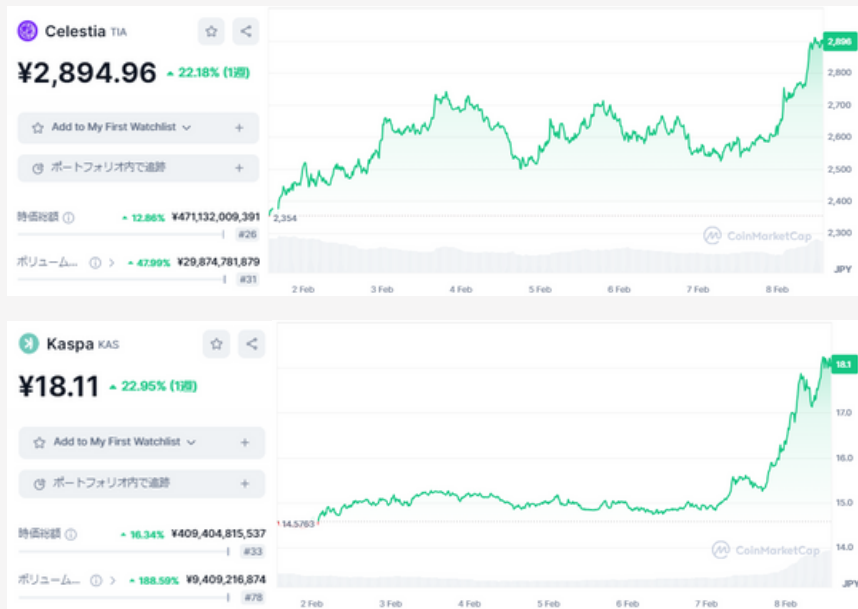 Celestia TIA
¥2,894.96 22.18% (1週)
Add to My First Watchlist +
ポートフォリオ内で追跡 +
時価総額 12.86% ¥471,132,009,391
#26
ボリューム... 47.99% ¥29,874,781,879
#31
2,896
2,800
2,700
2,600
2,500
2,400
2,300
2,354
CoinMarketCap
JPY
2 Feb 3 Feb 4 Feb 5 Feb 6 Feb 7 Feb 8 Feb
Kaspa KAS
¥18.11 22.95% (1週)
Add to My First Watchlist +
ポートフォリオ内で追跡 +
時価総額 16.34% ¥409,404,815,537
#33
ボリューム... 188.59% ¥9,409,216,874
#78
18.1
17.0
16.0
15.0
14.0
14.5763
CoinMarketCap
JPY
2 Feb 3 Feb 4 Feb 5 Feb 6 Feb 7 Feb 8 Feb